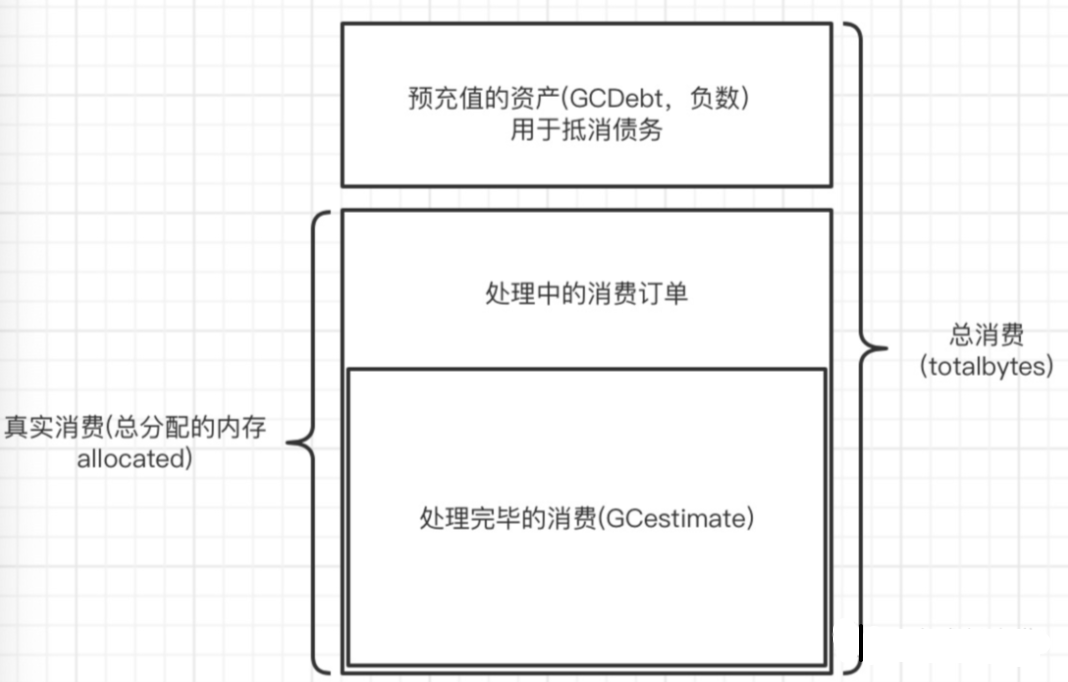 预充值的资产(GCDebt，负数)
用于抵消债务
处理中的消费订单
总消费
(totalbytes)
真实消费(总分配的内存
allocated)
处理完毕的消费(GCestimate)